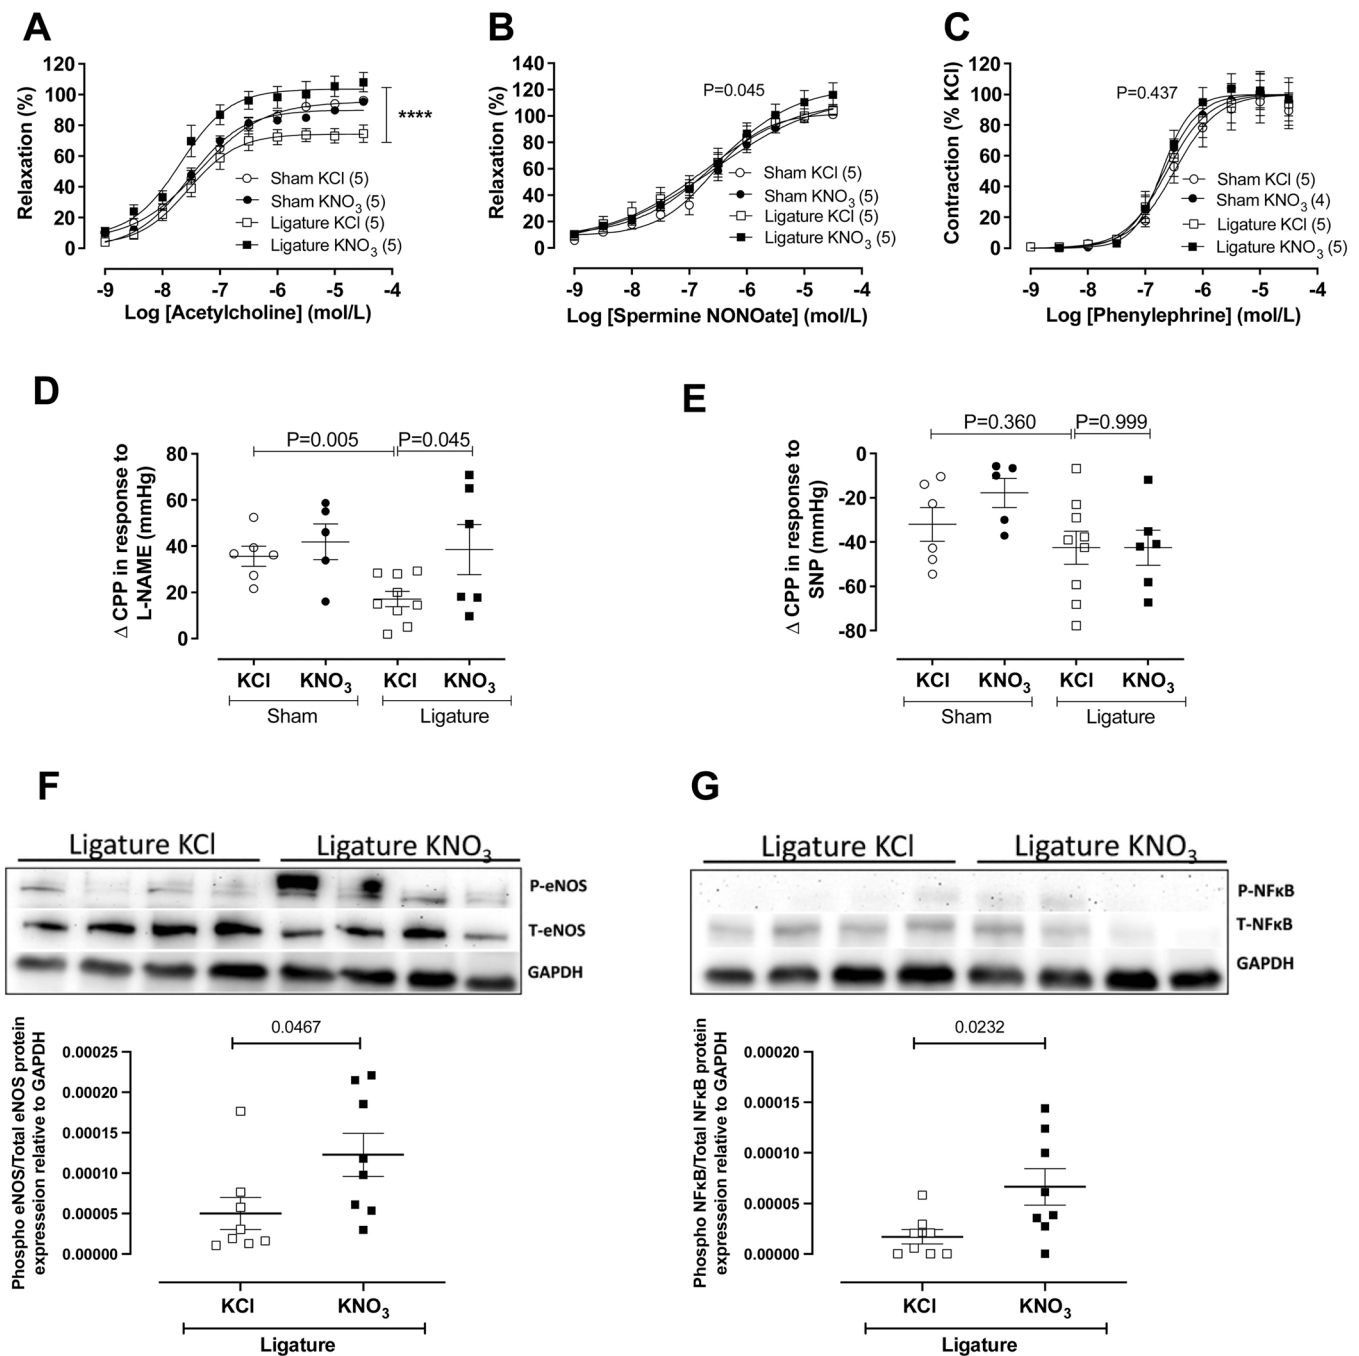 A
Relaxation (%)
120
100
80
60
40
20
0
-9 -8 -7 -6 -5 -4
Log [Acetylcholine] (mol/L)
****
Sham KCl (5)
Sham KNO3 (5)
Ligature KCl (5)
Ligature KNO3 (5)
B
Relaxation (%)
140
120
100
80
60
40
20
0
-9 -8 -7 -6 -5 -4
Log [Spermine NONOate] (mol/L)
P=0.045
Sham KCl (5)
Sham KNO3 (5)
Ligature KCl (5)
Ligature KNO3 (5)
C
Contraction (% KCl)
120
100
80
60
40
20
0
-9 -8 -7 -6 -5 -4
Log [Phenylephrine] (mol/L)
P=0.437
Sham KCl (5)
Sham KNO3 (4)
Ligature KCl (5)
Ligature KNO3 (5)
D
Δ CPP in response to
L-NAME (mmHg)
P=0.005 P=0.045
80
60
40
20
0
KCl KNO3 KCl KNO3
Sham Ligature
E
Δ CPP in response to
SNP (mmHg)
P=0.360 P=0.999
0
-20
-40
-60
-80
KCl KNO3 KCl KNO3
Sham Ligature
F
Ligature KCl Ligature KNO3
P-eNOS
T-eNOS
GAPDH
Phospho eNOS/Total eNOS protein
expresseion relative to GAPDH
0.0467
0.00025
0.00020
0.00015
0.00010
0.00005
0.00000
KCl KNO3
Ligature
G
Ligature KCl Ligature KNO3
P-NFκB
T-NFκB
GAPDH
Phospho NFκB/Total NFκB protein
expresseion relative to GAPDH
0.0232
0.00020
0.00015
0.00010
0.00005
0.00000
KCl KNO3
Ligature